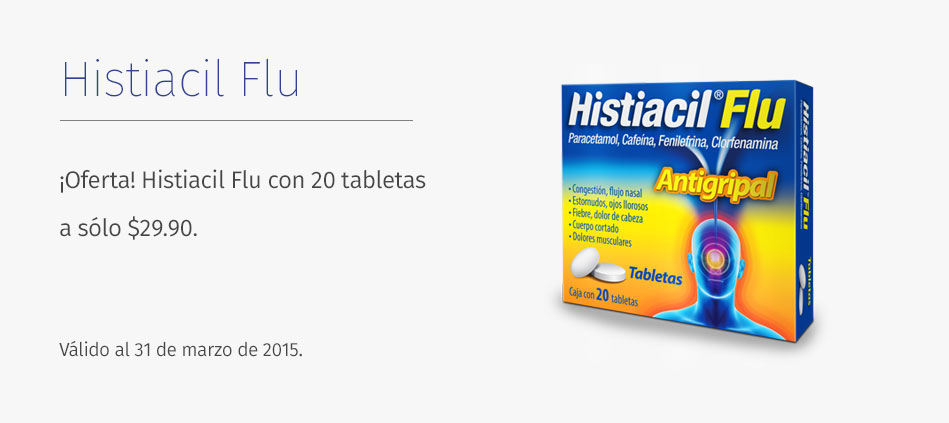 Histiacil Flu
¡Oferta! Histiacil Flu con 20 tabletas
a sólo $29.90.
Válido al 31 de marzo de 2015.
Histiacil® Flu
Paracetamol, Cafeína, Fenilefrina, Clorfenamina
Antigripal
• Congestión, flujo nasal
• Estornudos, ojos llorosos
• Fiebre, dolor de cabeza
• Cuerpo cortado
• Dolores musculares
Tabletas
Caja con 20 tabletas
Histiacil® Flu
Tabletas